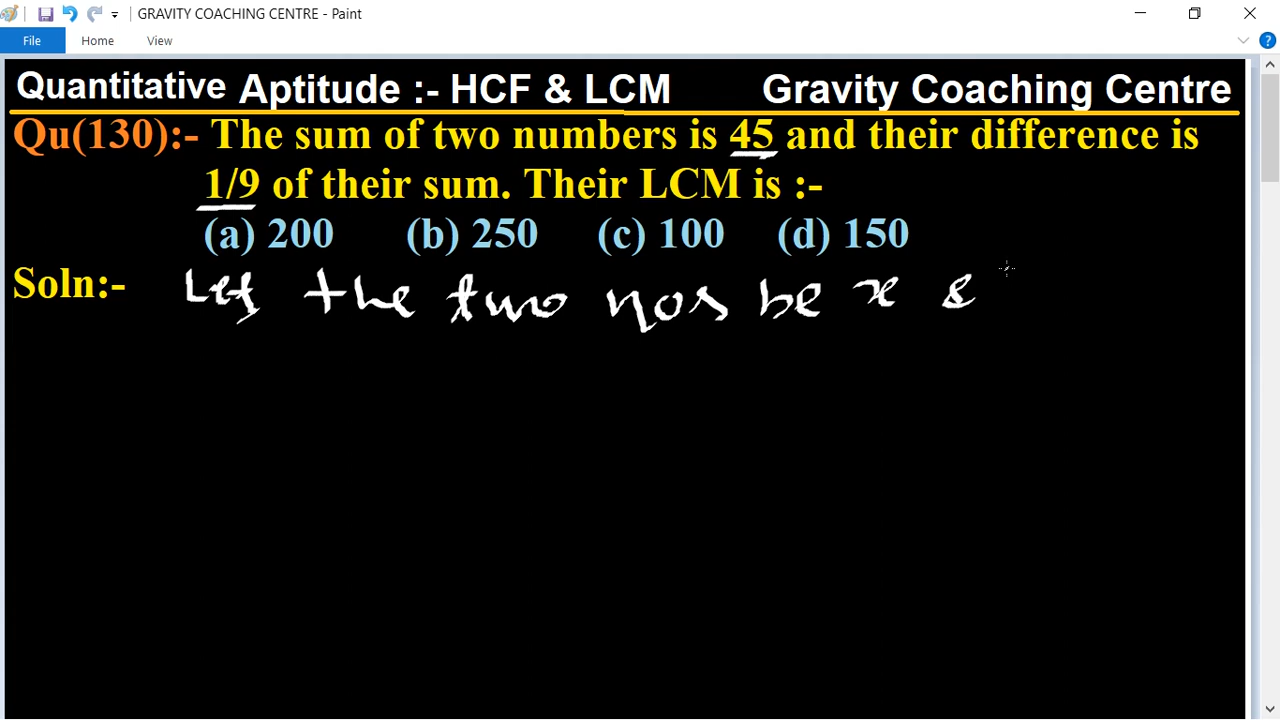 GRAVITY COACHING CENTRE - Paint
File Home View
Quantitative Aptitude :- HCF & LCM Gravity Coaching Centre
Qu(130):- The sum of two numbers is 45 and their difference is
1/9 of their sum. Their LCM is :-
(a) 200 (b) 250 (c) 100 (d) 150
Soln:- Let the two nos be x &